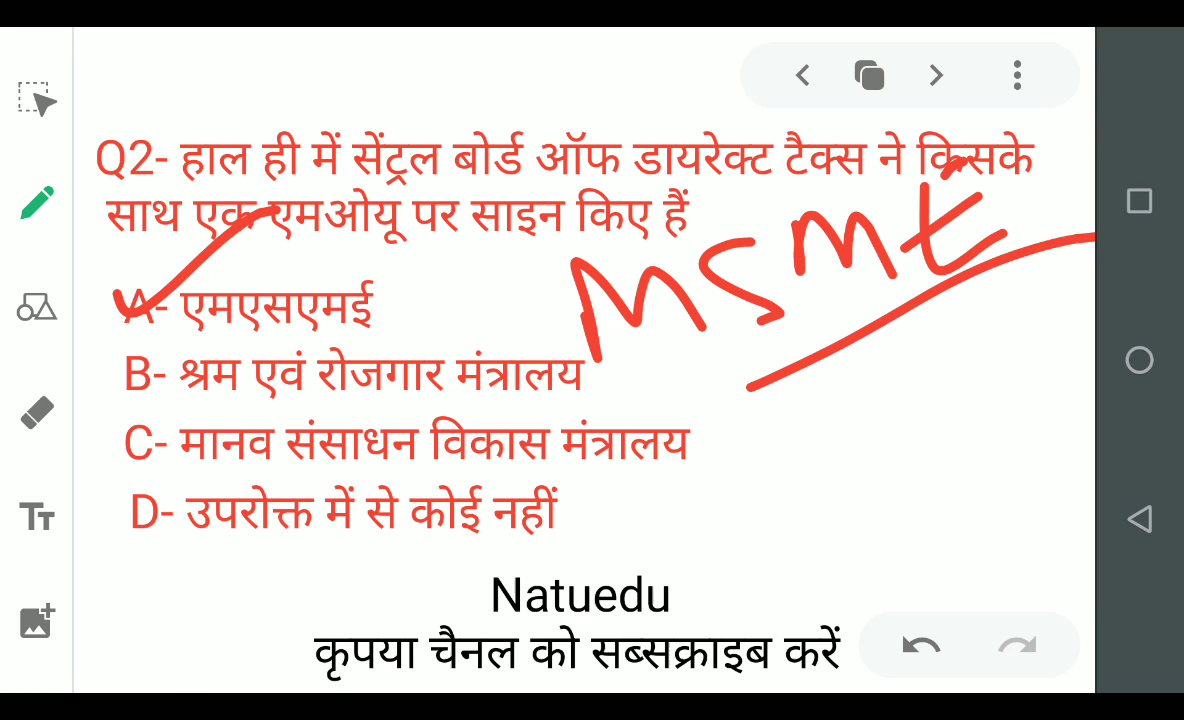 Q2- हाल ही में सेंट्रल बोर्ड ऑफ डायरेक्ट टैक्स ने किसके
साथ एक एमओयू पर साइन किए हैं
MSME
A- एमएसएमई
B- श्रम एवं रोजगार मंत्रालय
C- मानव संसाधन विकास मंत्रालय
D- उपरोक्त में से कोई नहीं
Natuedu
कृपया चैनल को सब्सक्राइब करें
TT